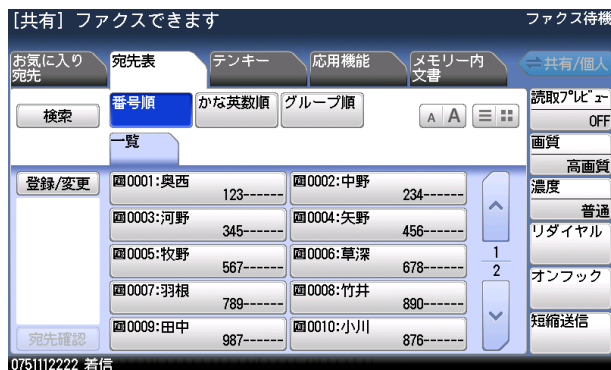 [共有] ファクスできます
ファクス待機
お気に入り
宛先
宛先表
テンキー
応用機能
メモリー内
文書
共有/個人
検索
番号順
かな英数順
グループ順
A A
読取プレビュー
OFF
一覧
画質
高画質
登録/変更
0001:奥西
123------
0002:中野
234------
濃度
普通
0003:河野
345------
0004:矢野
456------
リダイヤル
0005:牧野
567------
0006:草深
678------
1
2
オンフック
0007:羽根
789------
0008:竹井
890------
短縮送信
0009:田中
987------
0010:小川
876------
宛先確認
0751112222 着信